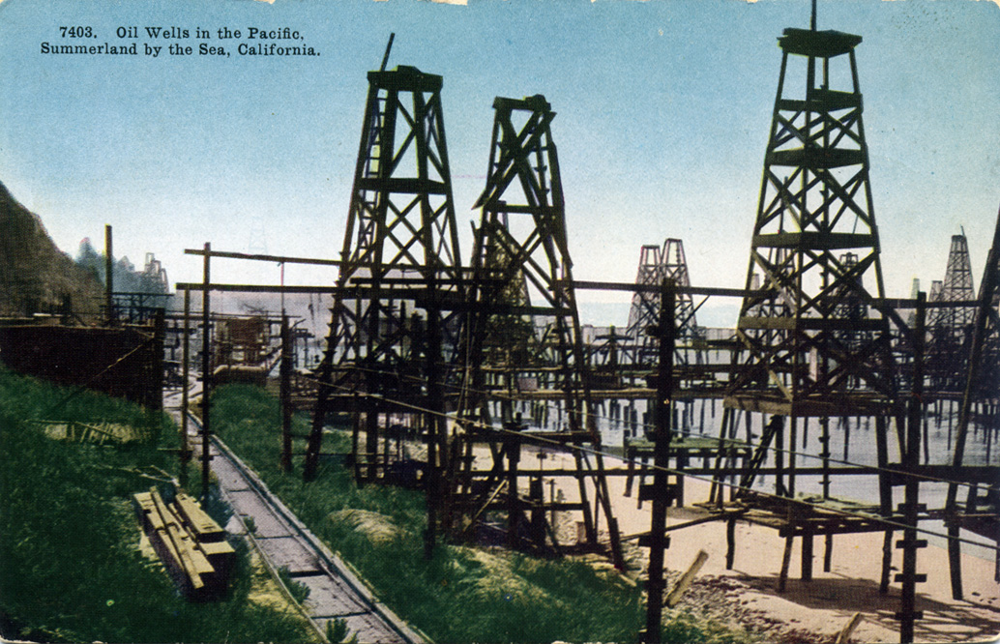 7403. Oil Wells in the Pacific,
Summerland by the Sea, California.